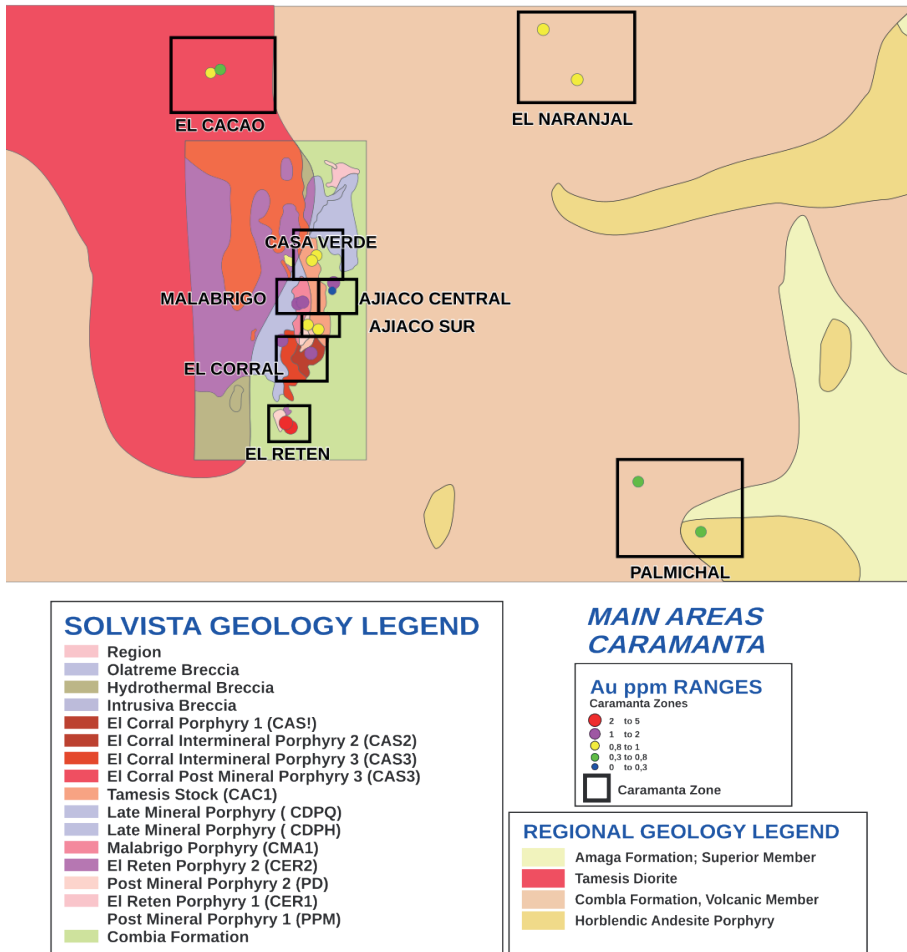 EL CACAO
EL NARANJAL
CASA VERDE
MALABRIGO
AJIACO CENTRAL
AJIACO SUR
EL CORRAL
EL RETEN
PALMICHAL
SOLVISTA GEOLOGY LEGEND
Region
Olatreme Breccia
Hydrothermal Breccia
Intrusiva Breccia
El Corral Porphyry 1 (CAS!)
El Corral Intermineral Porphyry 2 (CAS2)
El Corral Intermineral Porphyry 3 (CAS3)
El Corral Post Mineral Porphyry 3 (CAS3)
Tamesis Stock (CAC1)
Late Mineral Porphyry ( CDPQ)
Late Mineral Porphyry ( CDPH)
Malabrigo Porphyry (CMA1)
El Reten Porphyry 2 (CER2)
Post Mineral Porphyry 2 (PD)
El Reten Porphyry 1 (CER1)
Post Mineral Porphyry 1 (PPM)
Combia Formation
MAIN AREAS
CARAMANTA
Au ppm RANGES
Caramanta Zones
2 to 5
1 to 2
0,8 to 1
0,3 to 0,8
0 to 0,3
Caramanta Zone
REGIONAL GEOLOGY LEGEND
Amaga Formation; Superior Member
Tamesis Diorite
Combla Formation, Volcanic Member
Horblendic Andesite Porphyry